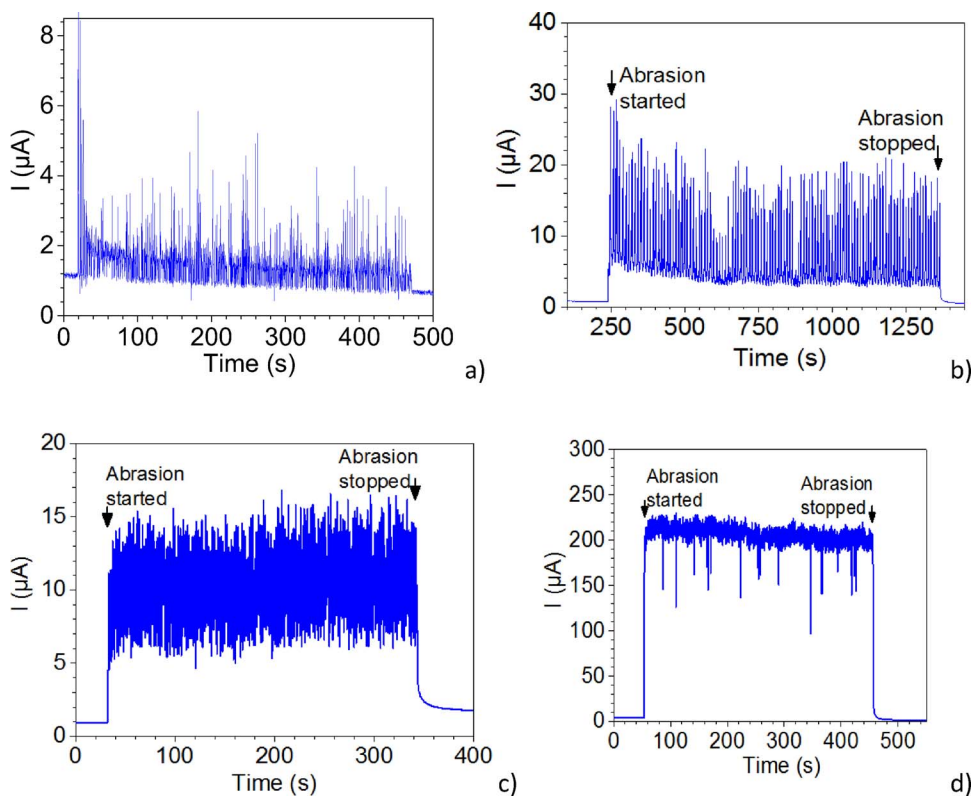 8
6
4
2
0
I (µA)
0 100 200 300 400 500
Time (s)
a)
40
30
20
10
0
I (µA)
Abrasion
started
Abrasion
stopped
250 500 750 1000 1250
Time (s)
b)
20
15
10
5
0
I (µA)
Abrasion
started
Abrasion
stopped
0 100 200 300 400
Time (s)
c)
300
250
200
150
100
50
0
I (µA)
Abrasion
started
Abrasion
stopped
0 100 200 300 400 500
Time (s)
d)